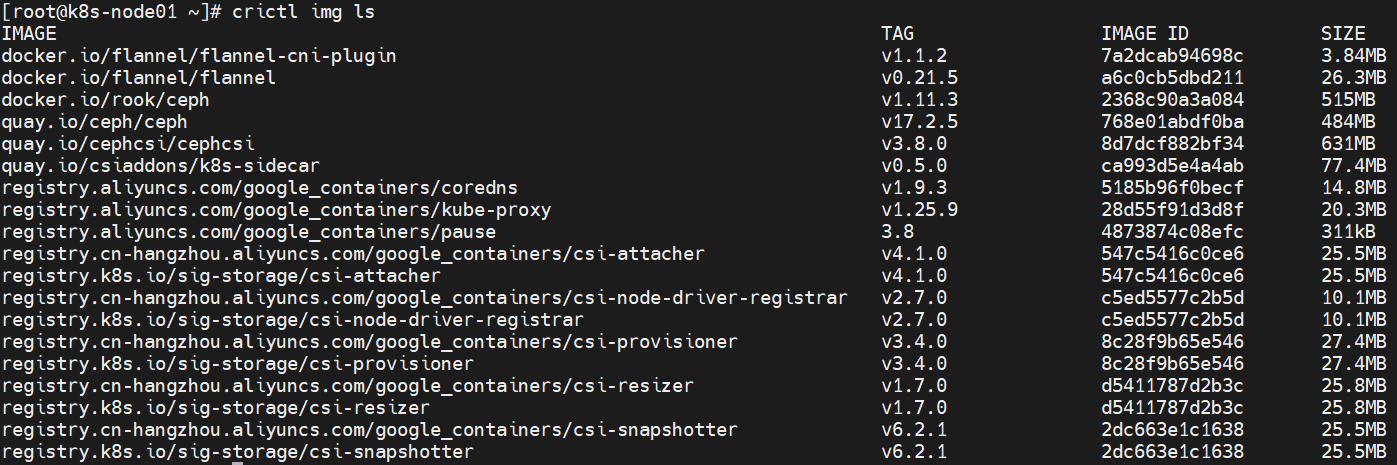 [root@k8s-node01 ~]# crictl img ls
IMAGE TAG IMAGE ID SIZE
docker.io/flannel/flannel-cni-plugin v1.1.2 7a2dcab94698c 3.84MB
docker.io/flannel/flannel v0.21.5 a6c0cb5dbd211 26.3MB
docker.io/rook/ceph v1.11.3 2368c90a3a084 515MB
quay.io/ceph/ceph v17.2.5 768e01abdf0ba 484MB
quay.io/cephcsi/cephcsi v3.8.0 8d7dcf882bf34 631MB
quay.io/csiaddons/k8s-sidecar v0.5.0 ca993d5e4a4ab 77.4MB
registry.aliyuncs.com/google_containers/coredns v1.9.3 5185b96f0becf 14.8MB
registry.aliyuncs.com/google_containers/kube-proxy v1.25.9 28d55f91d3d8f 20.3MB
registry.aliyuncs.com/google_containers/pause 3.8 4873874c08efc 311kB
registry.cn-hangzhou.aliyuncs.com/google_containers/csi-attacher v4.1.0 547c5416c0ce6 25.5MB
registry.k8s.io/sig-storage/csi-attacher v4.1.0 547c5416c0ce6 25.5MB
registry.cn-hangzhou.aliyuncs.com/google_containers/csi-node-driver-registrar v2.7.0 c5ed5577c2b5d 10.1MB
registry.k8s.io/sig-storage/csi-node-driver-registrar v2.7.0 c5ed5577c2b5d 10.1MB
registry.cn-hangzhou.aliyuncs.com/google_containers/csi-provisioner v3.4.0 8c28f9b65e546 27.4MB
registry.k8s.io/sig-storage/csi-provisioner v3.4.0 8c28f9b65e546 27.4MB
registry.cn-hangzhou.aliyuncs.com/google_containers/csi-resizer v1.7.0 d5411787d2b3c 25.8MB
registry.k8s.io/sig-storage/csi-resizer v1.7.0 d5411787d2b3c 25.8MB
registry.cn-hangzhou.aliyuncs.com/google_containers/csi-snapshotter v6.2.1 2dc663e1c1638 25.5MB
registry.k8s.io/sig-storage/csi-snapshotter v6.2.1 2dc663e1c1638 25.5MB